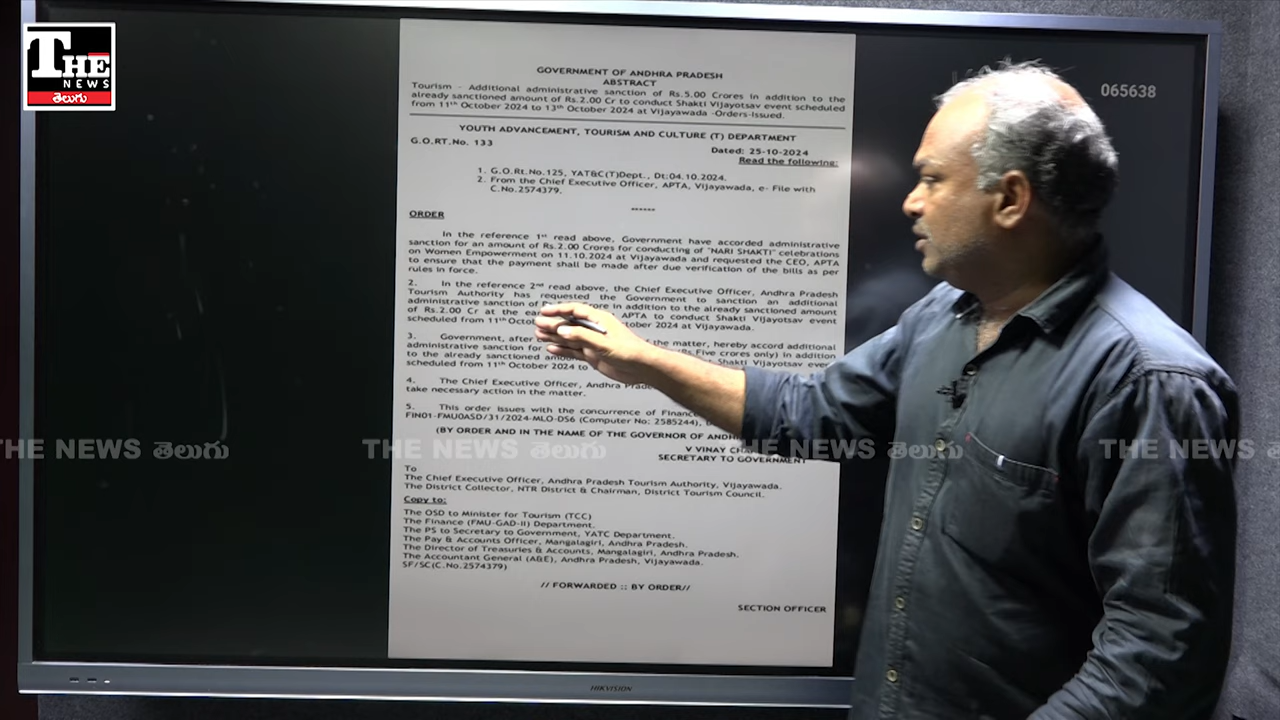 THE
NEWS
తెలుగు
065638
GOVERNMENT OF ANDHRA PRADESH
ABSTRACT
Tourism - Additional administrative sanction of Rs.5.00 Crores in addition to the
already sanctioned amount of Rs.2.00 Cr to conduct Shakti Vijayotsav event scheduled
from 11th October 2024 to 13th October 2024 at Vijayawada -Orders-Issued.
YOUTH ADVANCEMENT, TOURISM AND CULTURE (T) DEPARTMENT
G.O.RT.No. 133
Dated: 25-10-2024
Read the following:
1. G.O.Rt.No.125, YAT&C(T)Dept., Dt:04.10.2024.
2. From the Chief Executive Officer, APTA, Vijayawada, e- File with
C.No.2574379.
------
ORDER
In the reference 1st read above, Government have accorded administrative
sanction for an amount of Rs.2.00 Crores for conducting of "NARI SHAKTI" celebrations
on Women Empowerment on 11.10.2024 at Vijayawada and requested the CEO, APTA
to ensure that the payment shall be made after due verification of the bills as per
rules in force.
2. In the reference 2nd read above, the Chief Executive Officer, Andhra Pradesh
Tourism Authority has requested the Government to sanction an additional
administrative sanction of in addition to the already sanctioned amount
of Rs.2.00 Cr at the APTA to conduct Shakti Vijayotsav event
scheduled from 11th 2024 at Vijayawada.
3. Government, after of the matter, hereby accord additional
administrative sanction for (Rs.Five crores only) in addition
to the already sanctioned Shakti Vijayotsav
scheduled from 11th October 2024 to
4. The Chief Executive Officer, Andhra
take necessary action in the matter.
5. This order issues with the concurrence of
FIN01-FMU0ASD/31/2024-MLO-DS6 (Computer No: 2585244),
(BY ORDER AND IN THE NAME OF THE GOVERNOR OF
V VINAY
SECRETARY TO GOVERNMENT
THE NEWS తెలుగు THE NEWS తెలుగు తెలుగు THE NEWS తెలుగు
To
The Chief Executive Officer, Andhra Pradesh Tourism Authority, Vijayawada.
The District Collector, NTR District & Chairman, District Tourism Council.
Copy to:
The OSD to Minister for Tourism (TCC)
The Finance (FMU-GAD-II) Department.
The PS to Secretary to Government, YATC Department.
The Pay & Accounts Officer, Mangalagiri, Andhra Pradesh.
The Director of Treasuries & Accounts, Mangalagiri, Andhra Pradesh.
The Accountant General (A&E), Andhra Pradesh, Vijayawada.
SF/SC(C.No.2574379)
// FORWARDED :: BY ORDER//
SECTION OFFICER
HIKVISION